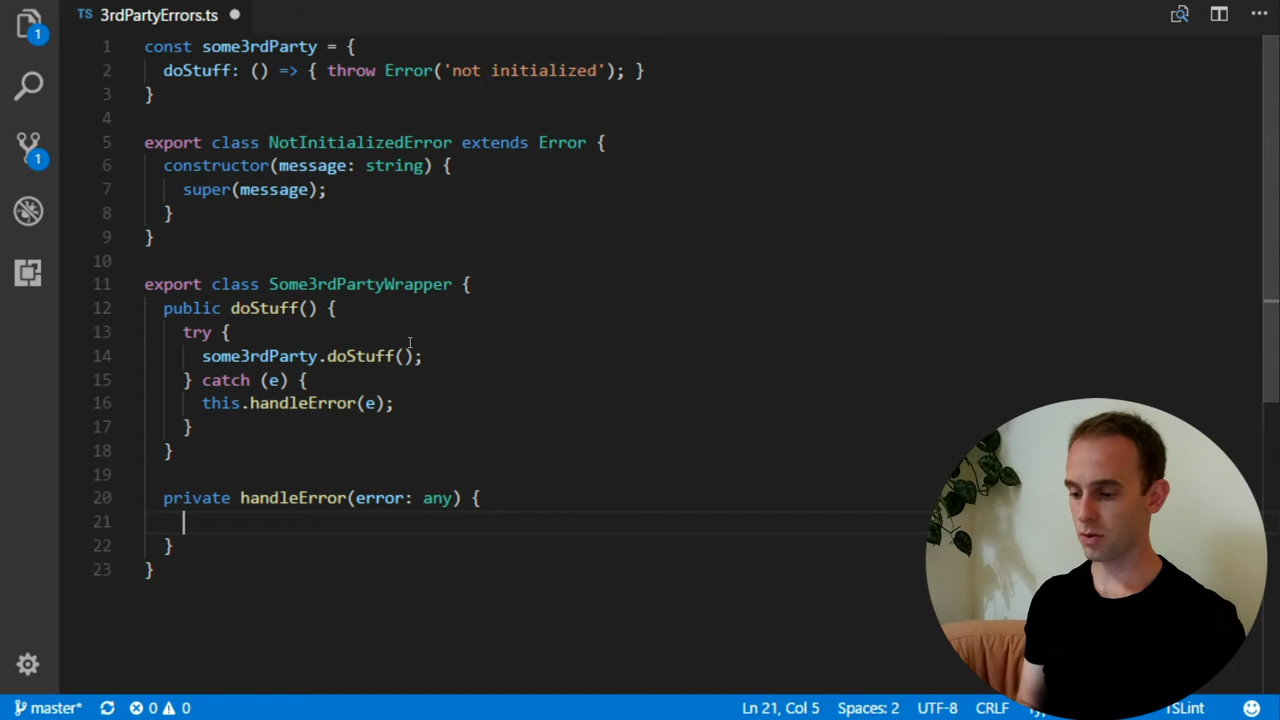 TS 3rdPartyErrors.ts
1 const some3rdParty = {
2 doStuff: () => { throw Error('not initialized'); }
3 }
4
5 export class NotInitializedError extends Error {
6 constructor(message: string) {
7 super(message);
8 }
9 }
10
11 export class Some3rdPartyWrapper {
12 public doStuff() {
13 try {
14 some3rdParty.doStuff();
15 } catch (e) {
16 this.handleError(e);
17 }
18 }
19
20 private handleError(error: any) {
21
22 }
23 }
1
1
master* 0 0 Ln 21, Col 5 Spaces: 2 UTF-8 CRLF TSLint